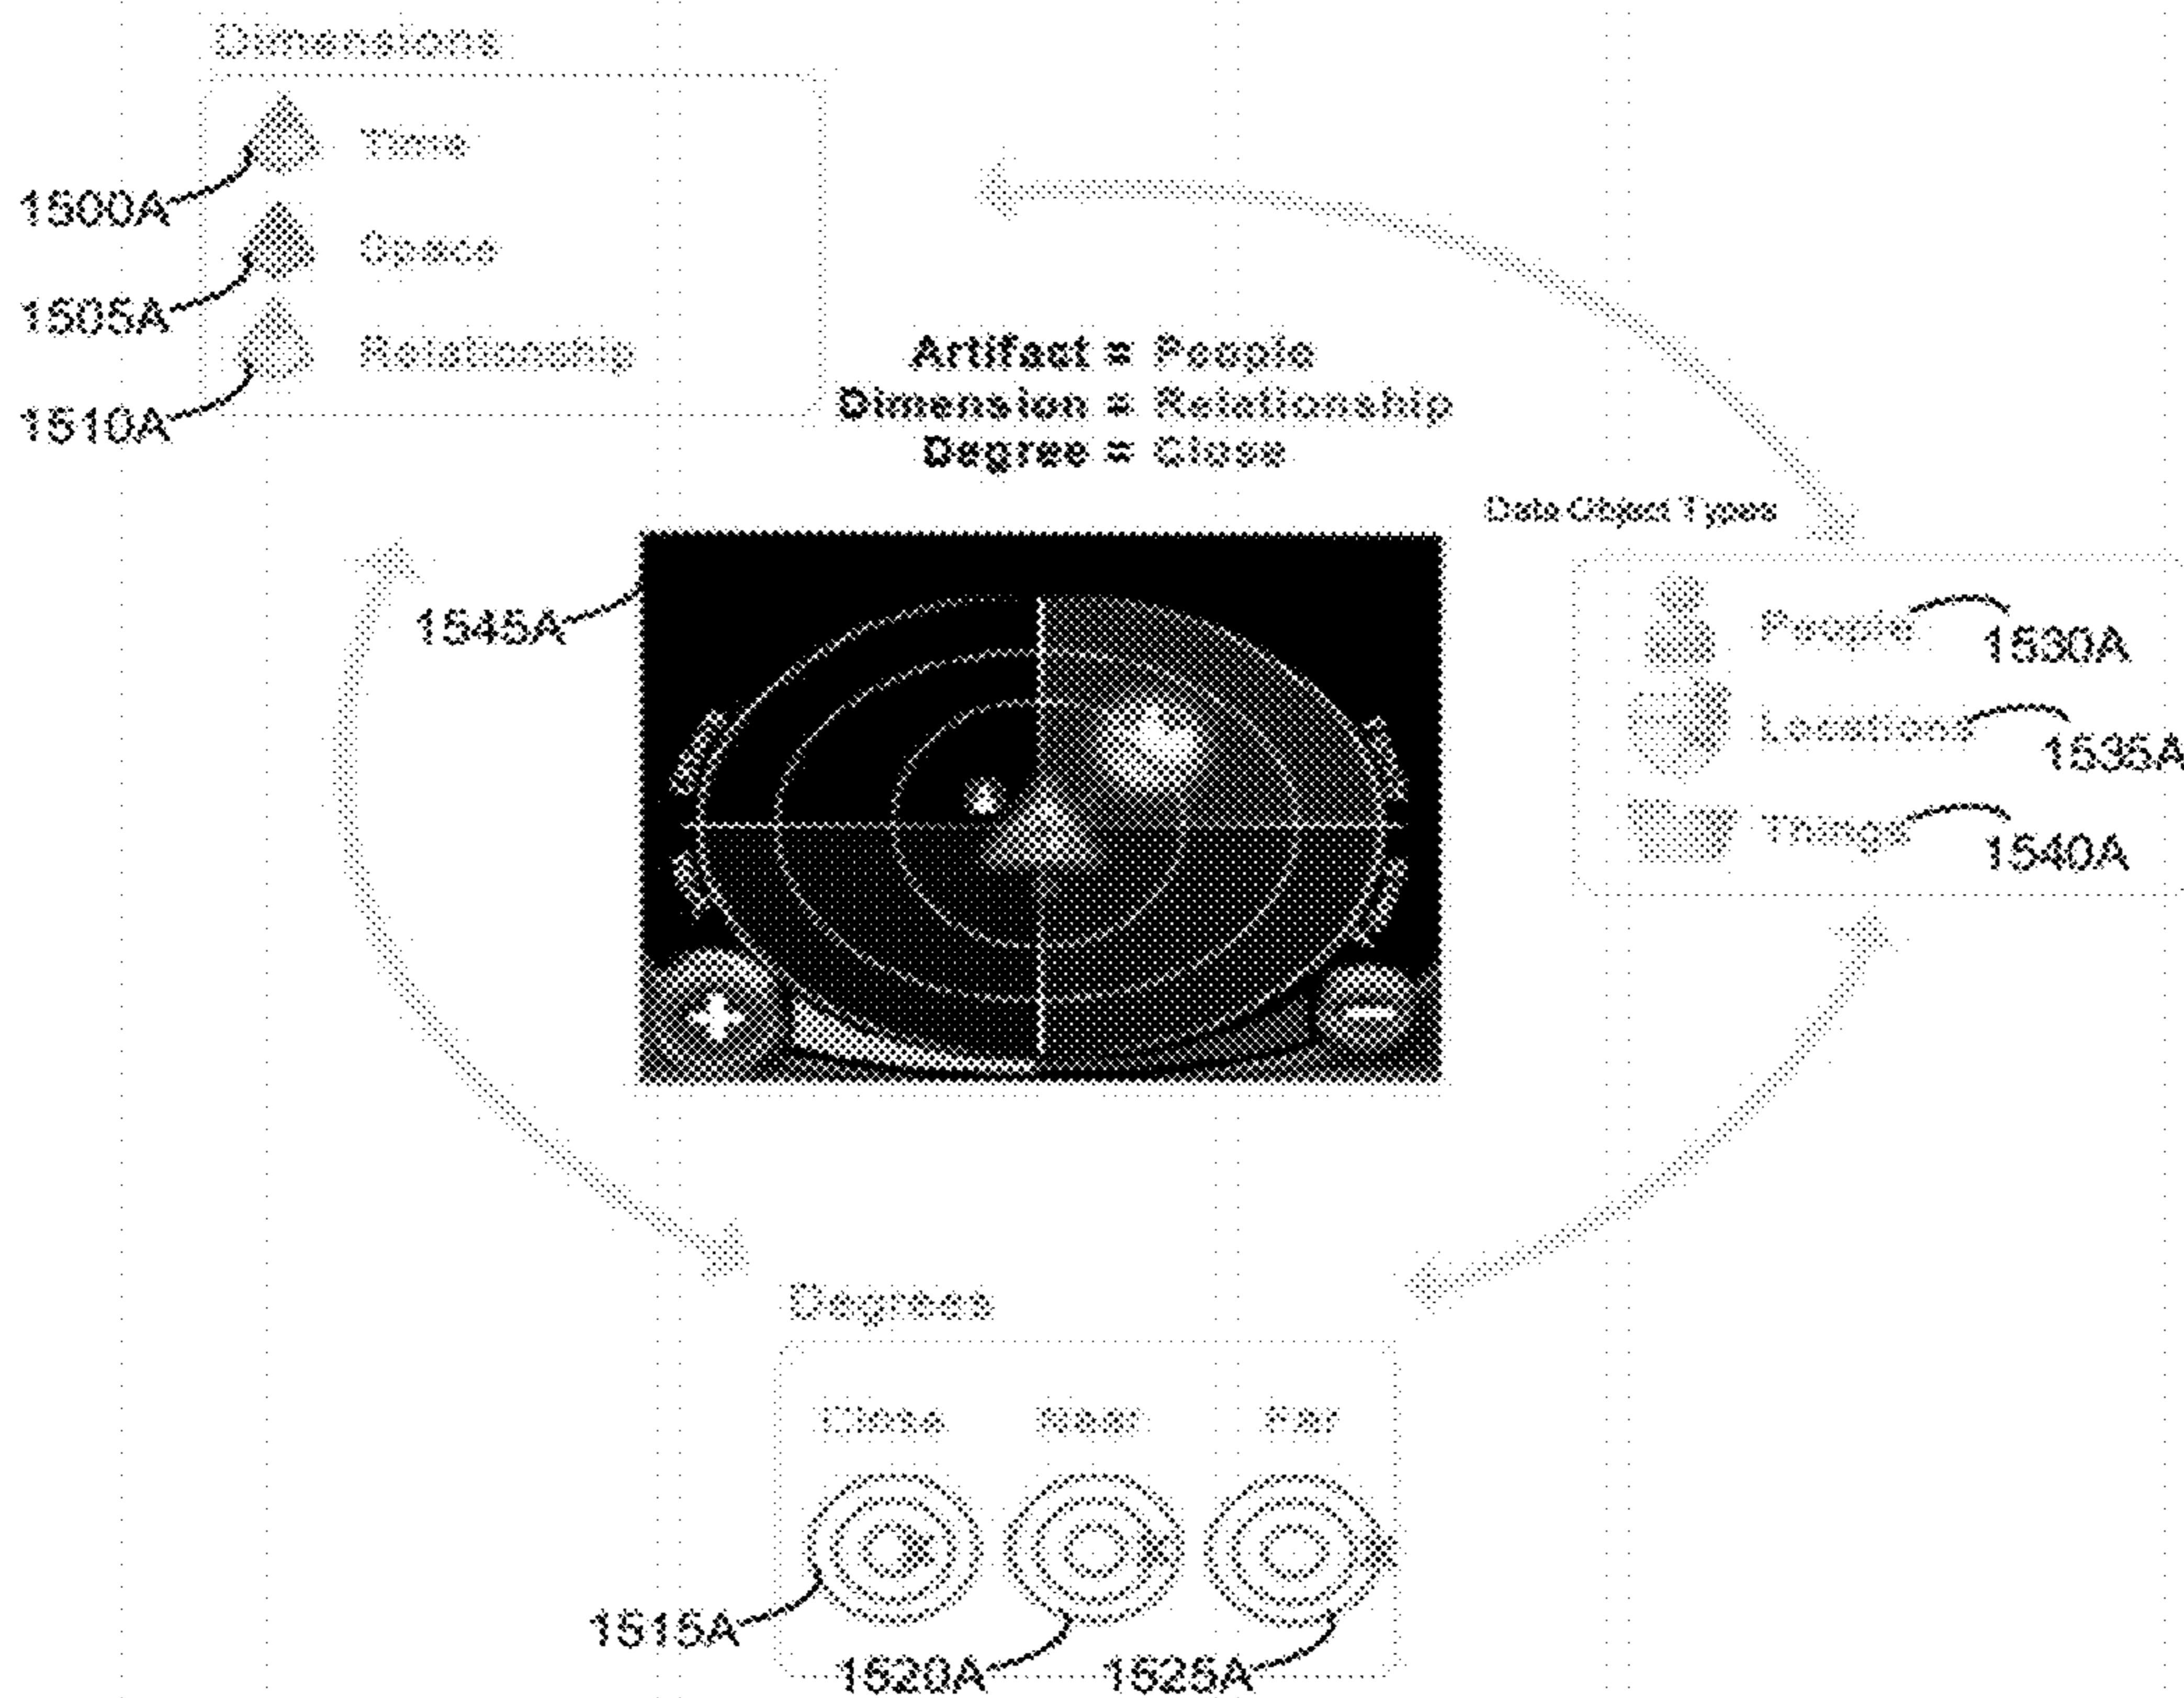 Dimensions
Time
1500A
Space
1505A
Relationship
1510A
Artifact = People
Dimension = Relationship
Degree = Close
Data Object Types
1545A
People
1530A
Locations
1535A
Things
1540A
+
−
Degrees
Close Near Far
1515A
1520A 1525A